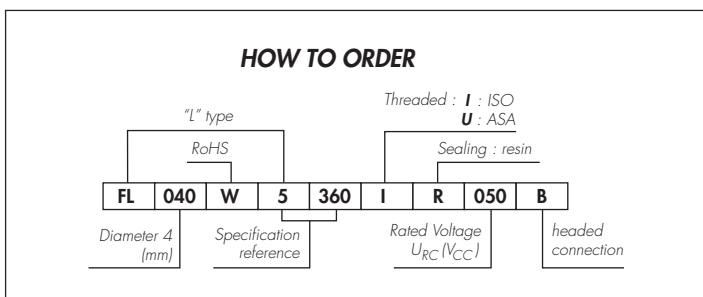 HOW TO ORDER
Threaded : I : ISO
U : ASA
"L" type
RoHS
Sealing : resin
FL 040 W 5 360 I R 050 B
Diameter 4
(mm)
Specification
reference
Rated Voltage
URC (VCC)
headed
connection